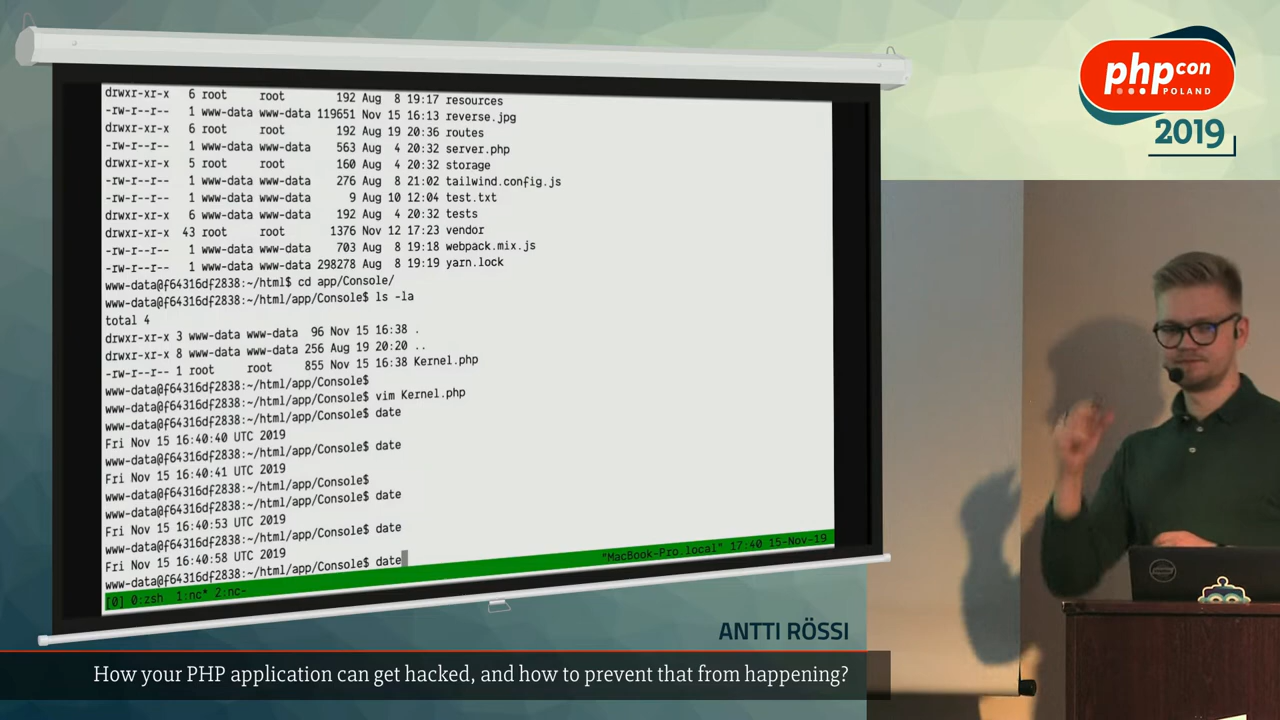 drwxr-xr-x 6 root root 192 Aug 8 19:17 resources
-rw-r--r-- 1 www-data www-data 119651 Nov 15 16:13 reverse.jpg
drwxr-xr-x 6 root root 192 Aug 19 20:36 routes
-rw-r--r-- 1 www-data www-data 563 Aug 4 20:32 server.php
drwxr-xr-x 5 root root 160 Aug 4 20:32 storage
-rw-r--r-- 1 www-data www-data 276 Aug 8 21:02 tailwind.config.js
-rw-r--r-- 1 www-data www-data 9 Aug 10 12:04 test.txt
drwxr-xr-x 6 www-data www-data 192 Aug 4 20:32 tests
drwxr-xr-x 43 root root 1376 Nov 12 17:23 vendor
-rw-r--r-- 1 www-data www-data 703 Aug 8 19:18 webpack.mix.js
-rw-r--r-- 1 www-data www-data 298278 Aug 8 19:19 yarn.lock
www-data@f64316df2838:~/html$ cd app/Console/
www-data@f64316df2838:~/html/app/Console$ ls -la
total 4
drwxr-xr-x 3 www-data www-data 96 Nov 15 16:38 .
drwxr-xr-x 8 www-data www-data 256 Aug 19 20:20 ..
-rw-r--r-- 1 root root 855 Nov 15 16:38 Kernel.php
www-data@f64316df2838:~/html/app/Console$
www-data@f64316df2838:~/html/app/Console$ vim Kernel.php
www-data@f64316df2838:~/html/app/Console$ date
Fri Nov 15 16:40:40 UTC 2019
www-data@f64316df2838:~/html/app/Console$ date
Fri Nov 15 16:40:41 UTC 2019
www-data@f64316df2838:~/html/app/Console$
www-data@f64316df2838:~/html/app/Console$ date
Fri Nov 15 16:40:53 UTC 2019
www-data@f64316df2838:~/html/app/Console$ date
Fri Nov 15 16:40:58 UTC 2019
www-data@f64316df2838:~/html/app/Console$ date
[0] 0:zsh 1:nc* 2:nc- "MacBook-Pro.local" 17:40 15-Nov-19
phpcon
POLAND
2019
ANTTI RÖSSI
How your PHP application can get hacked, and how to prevent that from happening?